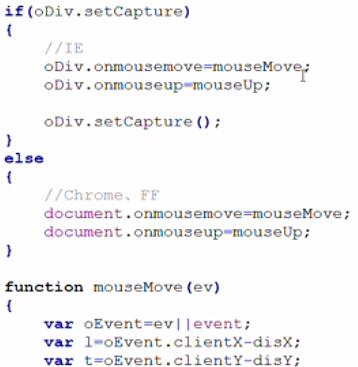 if(oDiv.setCapture)
{
//IE
oDiv.onmousemove=mouseMove;
oDiv.onmouseup=mouseUp;
oDiv.setCapture();
}
else
{
//Chrome、FF
document.onmousemove=mouseMove;
document.onmouseup=mouseUp;
}
function mouseMove(ev)
{
var oEvent=ev||event;
var l=oEvent.clientX-disX;
var t=oEvent.clientY-disY;